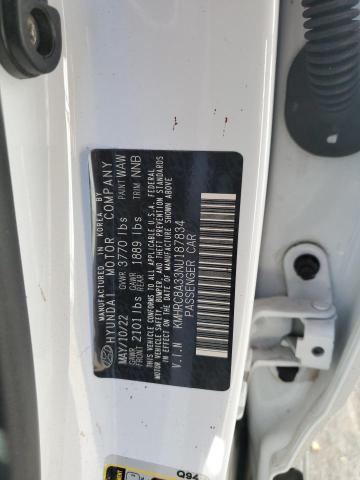 MANUFACTURED IN KOREA BY
HYUNDAI MOTOR COMPANY
MAY/10/22 GVWR 3770 lbs PAINT WAW
GAWR FRONT 2101 lbs GAWR REAR 1889 lbs TRIM NNB
THIS VEHICLE CONFORMS TO ALL APPLICABLE U.S.A. FEDERAL
MOTOR VEHICLE SAFETY, BUMPER, AND THEFT PREVENTION
STANDARDS IN EFFECT ON THE DATE OF MANUFACTURE SHOWN ABOVE.
V.I.N KMHRC8A33NU187834
PASSENGER CAR